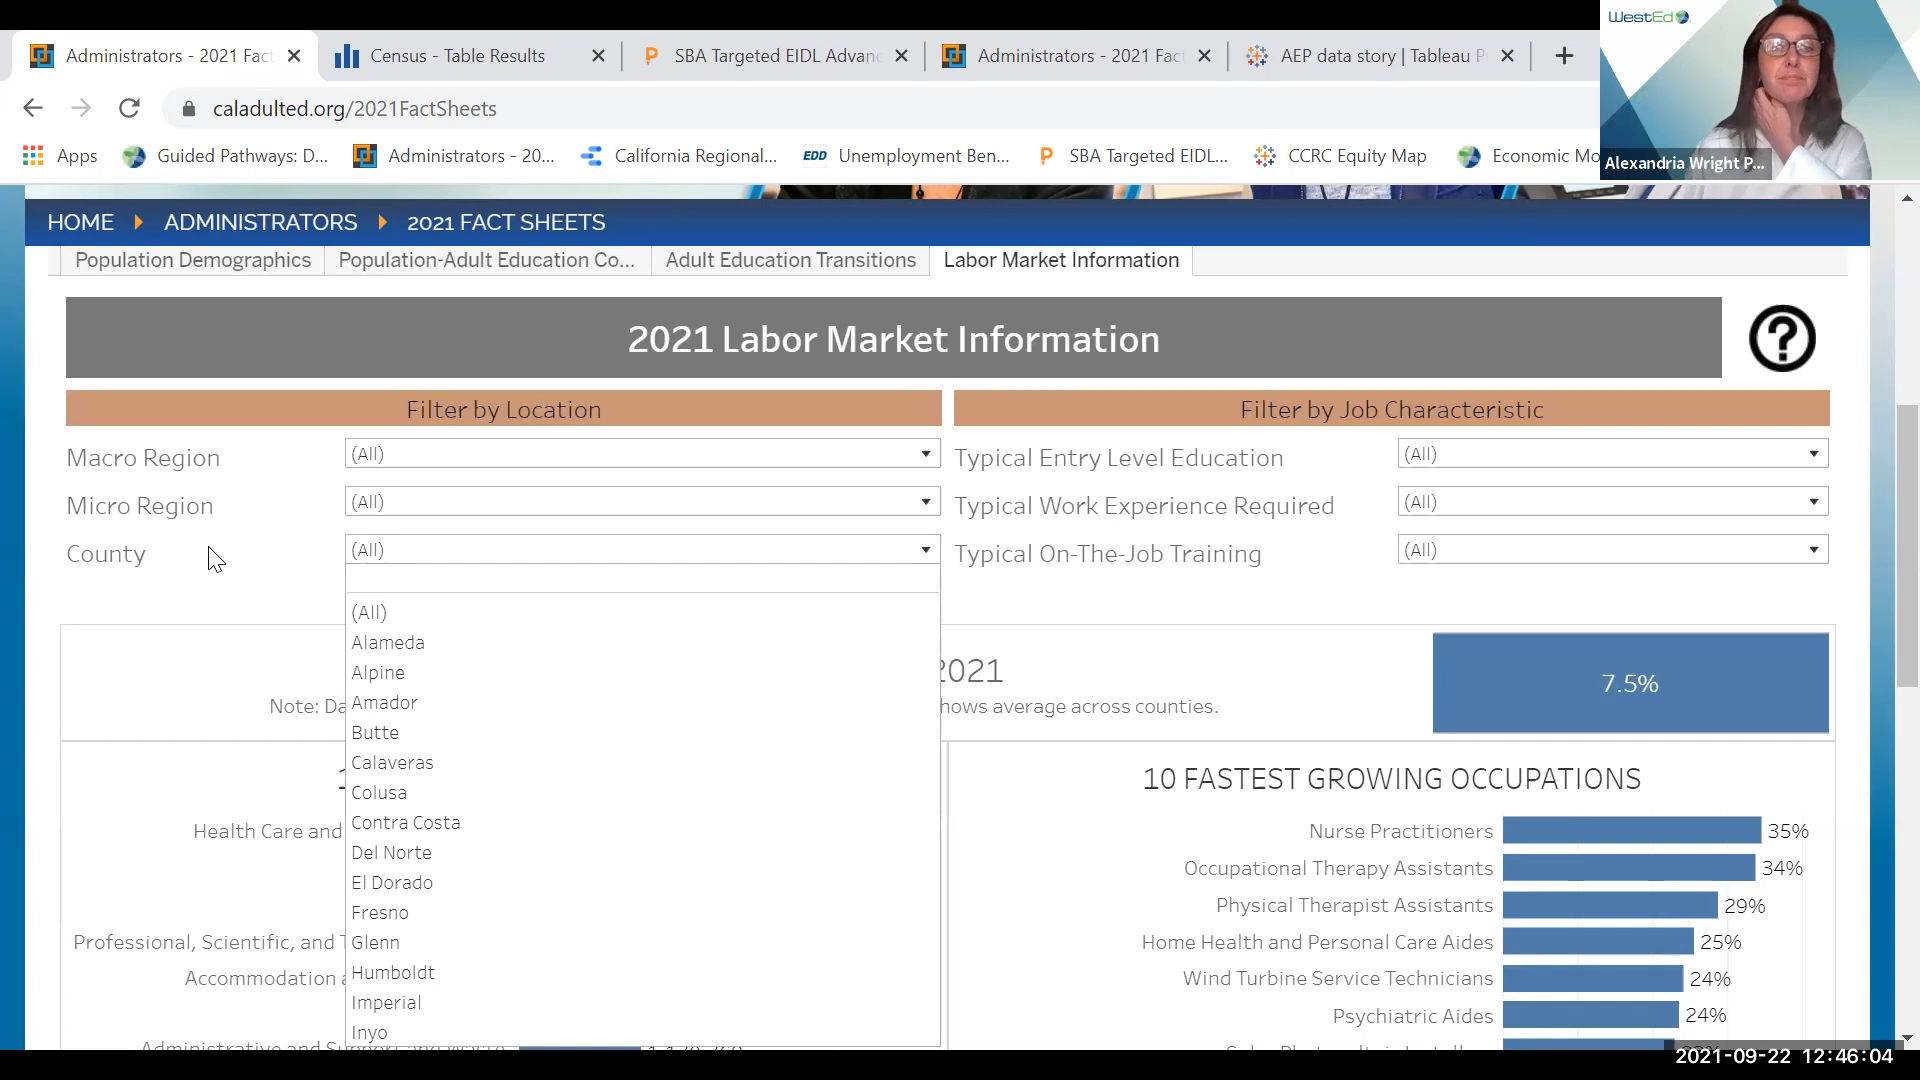 WestEd
Administrators - 2021 Fact
Census - Table Results
SBA Targeted EIDL Advanc
Administrators - 2021 Fac
AEP data story | Tableau P
caladulted.org/2021FactSheets
Apps
Guided Pathways: D...
Administrators - 20...
California Regional...
EDD Unemployment Ben...
SBA Targeted EIDL...
CCRC Equity Map
Economic Mo
Alexandria Wright P...
HOME
ADMINISTRATORS
2021 FACT SHEETS
Population Demographics
Population-Adult Education Co...
Adult Education Transitions
Labor Market Information
2021 Labor Market Information
Filter by Location
Filter by Job Characteristic
Macro Region
(All)
Typical Entry Level Education
(All)
Micro Region
(All)
Typical Work Experience Required
(All)
County
(All)
Typical On-The-Job Training
(All)
(All)
Alameda
Alpine
Amador
Butte
Calaveras
Colusa
Contra Costa
Del Norte
El Dorado
Fresno
Glenn
Humboldt
Imperial
Inyo
2021
Note: Da
hows average across counties.
7.5%
Health Care and
Professional, Scientific, and T
Accommodation a
10 FASTEST GROWING OCCUPATIONS
Nurse Practitioners 35%
Occupational Therapy Assistants 34%
Physical Therapist Assistants 29%
Home Health and Personal Care Aides 25%
Wind Turbine Service Technicians 24%
Psychiatric Aides 24%
2021-09-22 12:46:04